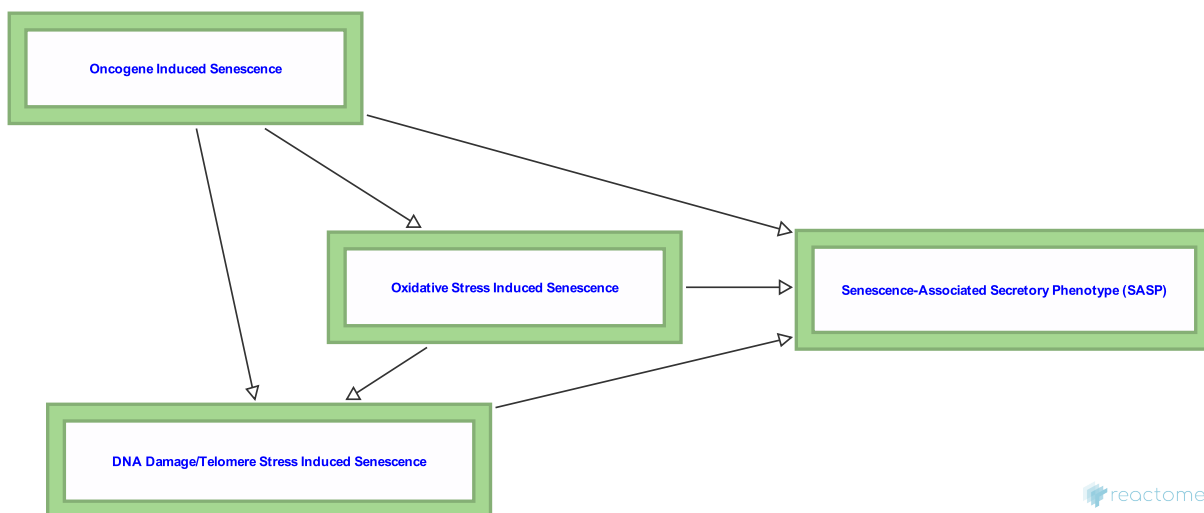 Oncogene Induced Senescence
Oxidative Stress Induced Senescence
Senescence-Associated Secretory Phenotype (SASP)
DNA Damage/Telomere Stress Induced Senescence
reactome